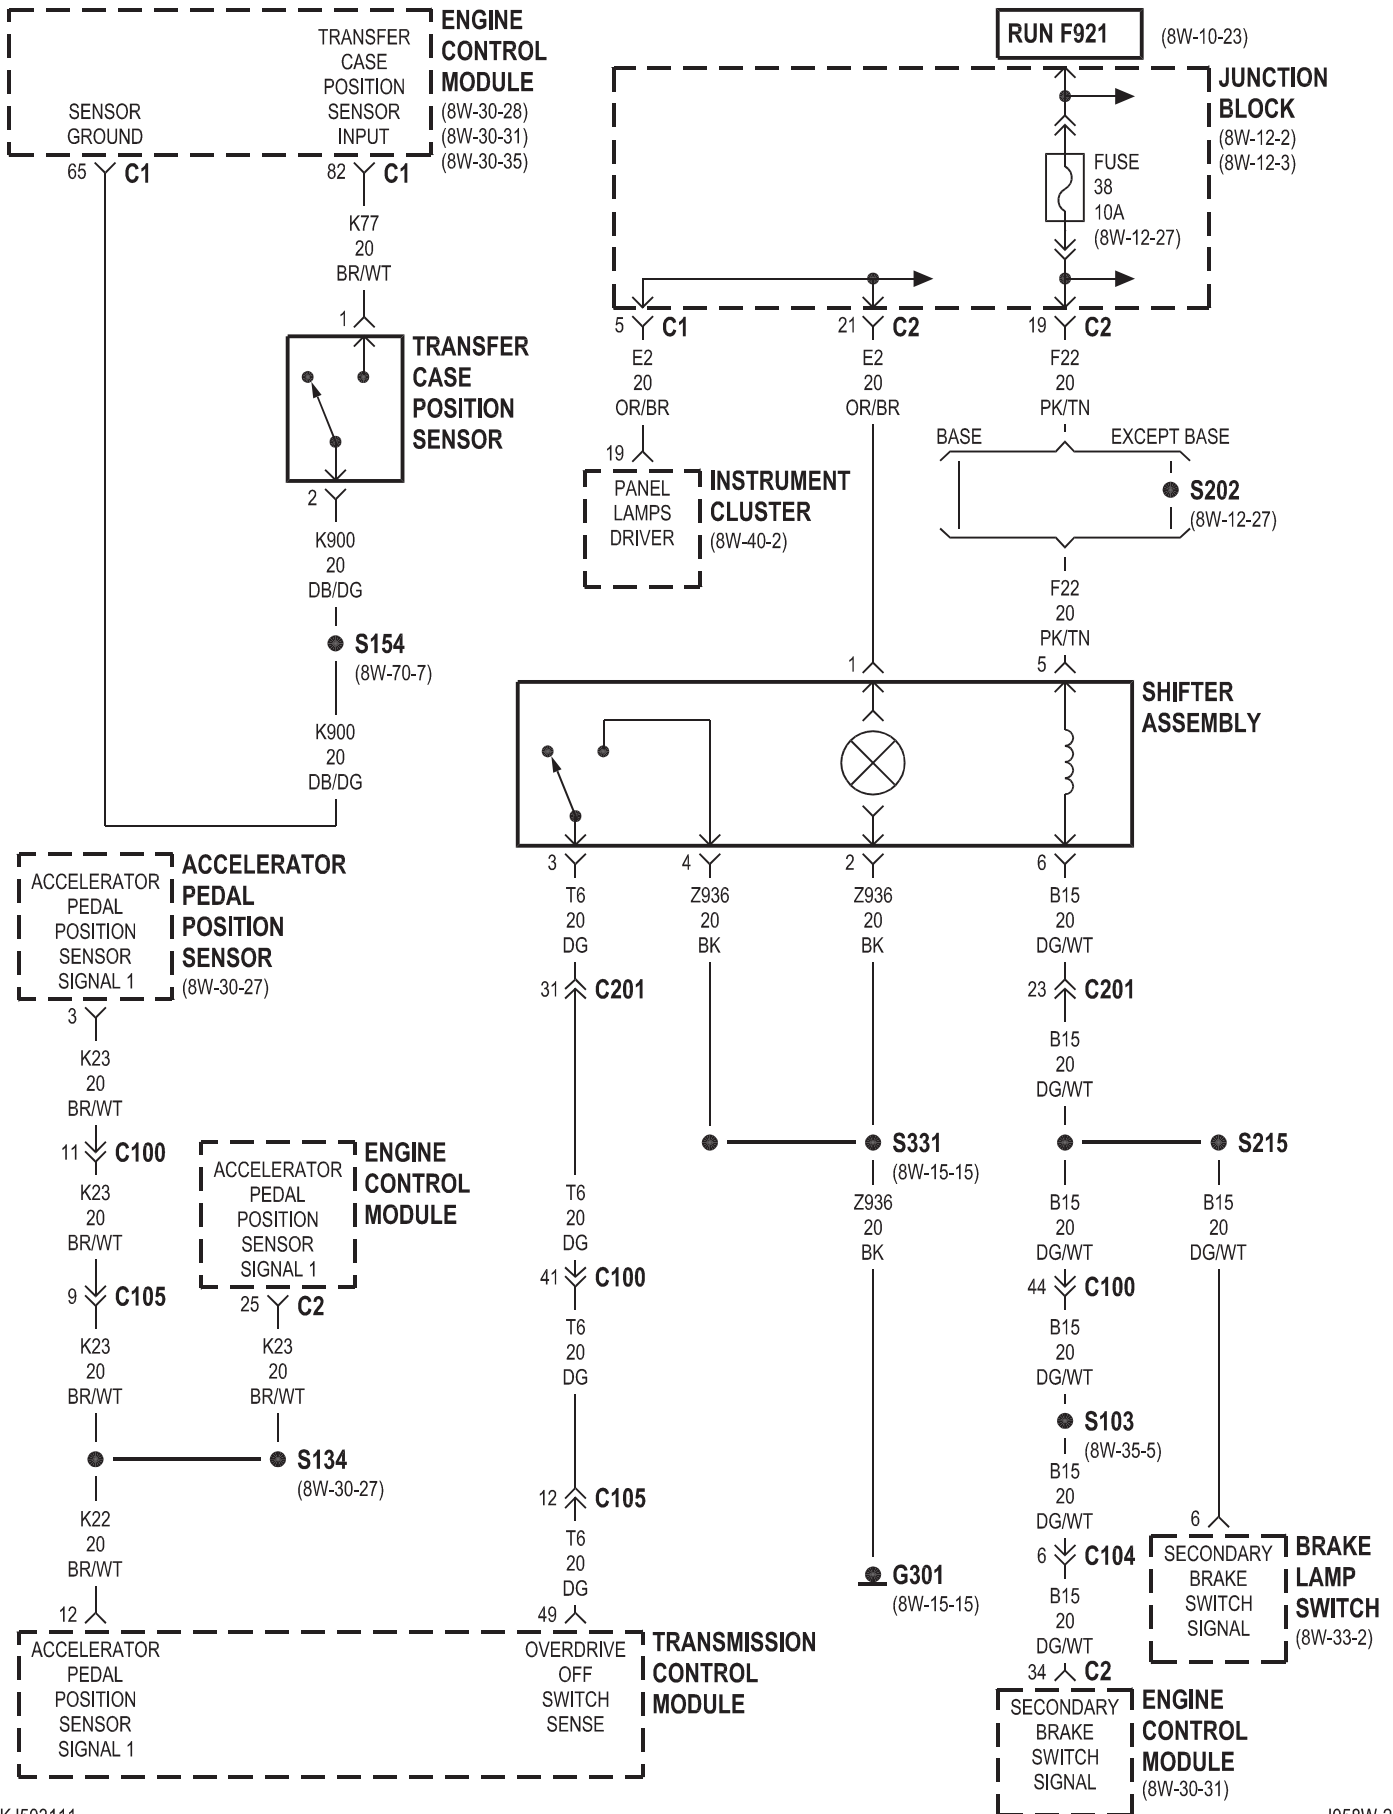 TRANSFER
CASE
POSITION
SENSOR
INPUT
SENSOR
GROUND
ENGINE
CONTROL
MODULE
(8W-30-28)
(8W-30-31)
(8W-30-35)
65
C1
82
C1
K77
20
BR/WT
1
TRANSFER
CASE
POSITION
SENSOR
2
K900
20
DB/DG
S154
(8W-70-7)
K900
20
DB/DG
RUN F921
(8W-10-23)
JUNCTION
BLOCK
(8W-12-2)
(8W-12-3)
FUSE
38
10A
(8W-12-27)
5
C1
21
C2
19
C2
E2
20
OR/BR
E2
20
OR/BR
F22
20
PK/TN
19
PANEL
LAMPS
DRIVER
INSTRUMENT
CLUSTER
(8W-40-2)
BASE
EXCEPT BASE
S202
(8W-12-27)
F22
20
PK/TN
1
5
SHIFTER
ASSEMBLY
3
4
2
6
T6
20
DG
Z936
20
BK
Z936
20
BK
B15
20
DG/WT
31
C201
23
C201
B15
20
DG/WT
S331
(8W-15-15)
S215
T6
20
DG
Z936
20
BK
B15
20
DG/WT
B15
20
DG/WT
41
C100
44
C100
T6
20
DG
B15
20
DG/WT
S103
(8W-35-5)
B15
20
DG/WT
12
C105
T6
20
DG
49
G301
(8W-15-15)
6
C104
B15
20
DG/WT
34
C2
6
SECONDARY
BRAKE
SWITCH
SIGNAL
BRAKE
LAMP
SWITCH
(8W-33-2)
SECONDARY
BRAKE
SWITCH
SIGNAL
ENGINE
CONTROL
MODULE
(8W-30-31)
ACCELERATOR
PEDAL
POSITION
SENSOR
SIGNAL 1
ACCELERATOR
PEDAL
POSITION
SENSOR
(8W-30-27)
3
K23
20
BR/WT
11
C100
K23
20
BR/WT
9
C105
K23
20
BR/WT
ACCELERATOR
PEDAL
POSITION
SENSOR
SIGNAL 1
ENGINE
CONTROL
MODULE
25
C2
K23
20
BR/WT
S134
(8W-30-27)
K22
20
BR/WT
12
ACCELERATOR
PEDAL
POSITION
SENSOR
SIGNAL 1
OVERDRIVE
OFF
SWITCH
SENSE
TRANSMISSION
CONTROL
MODULE